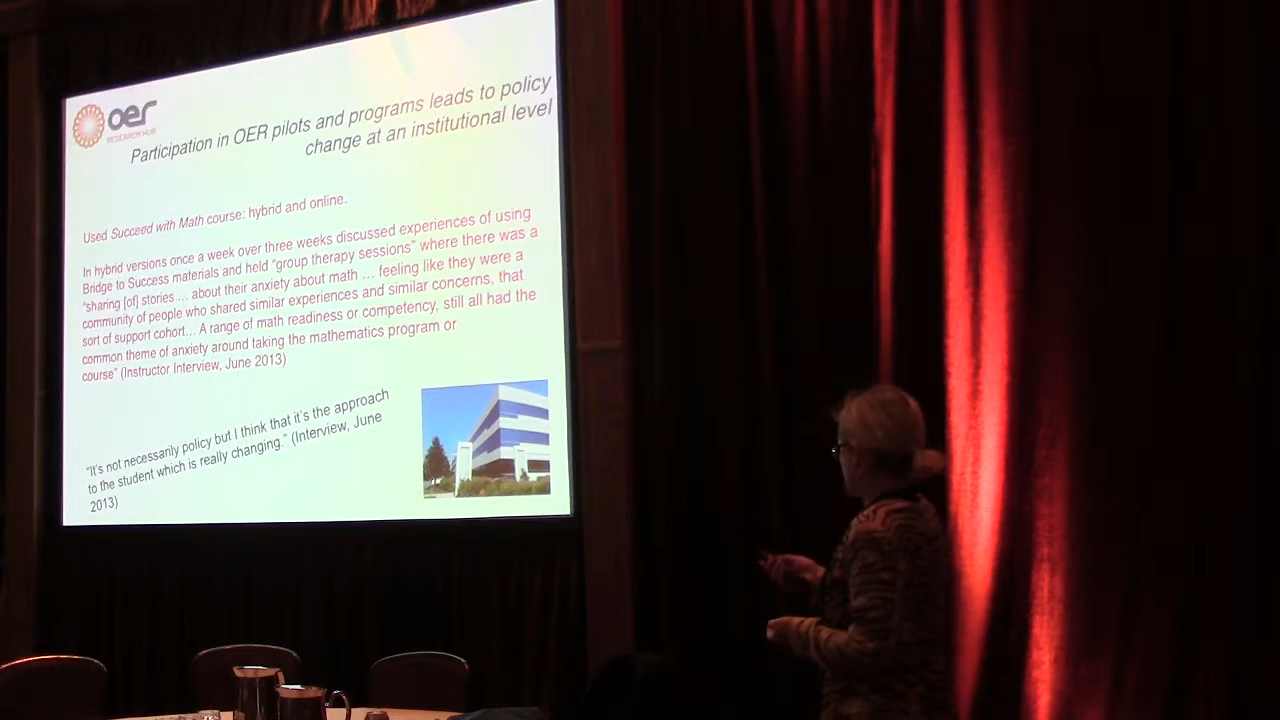 oer
RESEARCH HUB
Participation in OER pilots and programs leads to policy
change at an institutional level
Used Succeed with Math course: hybrid and online.
In hybrid versions once a week over three weeks discussed experiences of using
Bridge to Success materials and held “group therapy sessions” where there was a
“sharing [of] stories … about their anxiety about math … feeling like they were a
community of people who shared similar experiences and similar concerns, that
sort of support cohort… A range of math readiness or competency, still all had the
common theme of anxiety around taking the mathematics program or
course” (Instructor Interview, June 2013)
“It’s not necessarily policy but I think that it’s the approach
to the student which is really changing.” (Interview, June
2013)